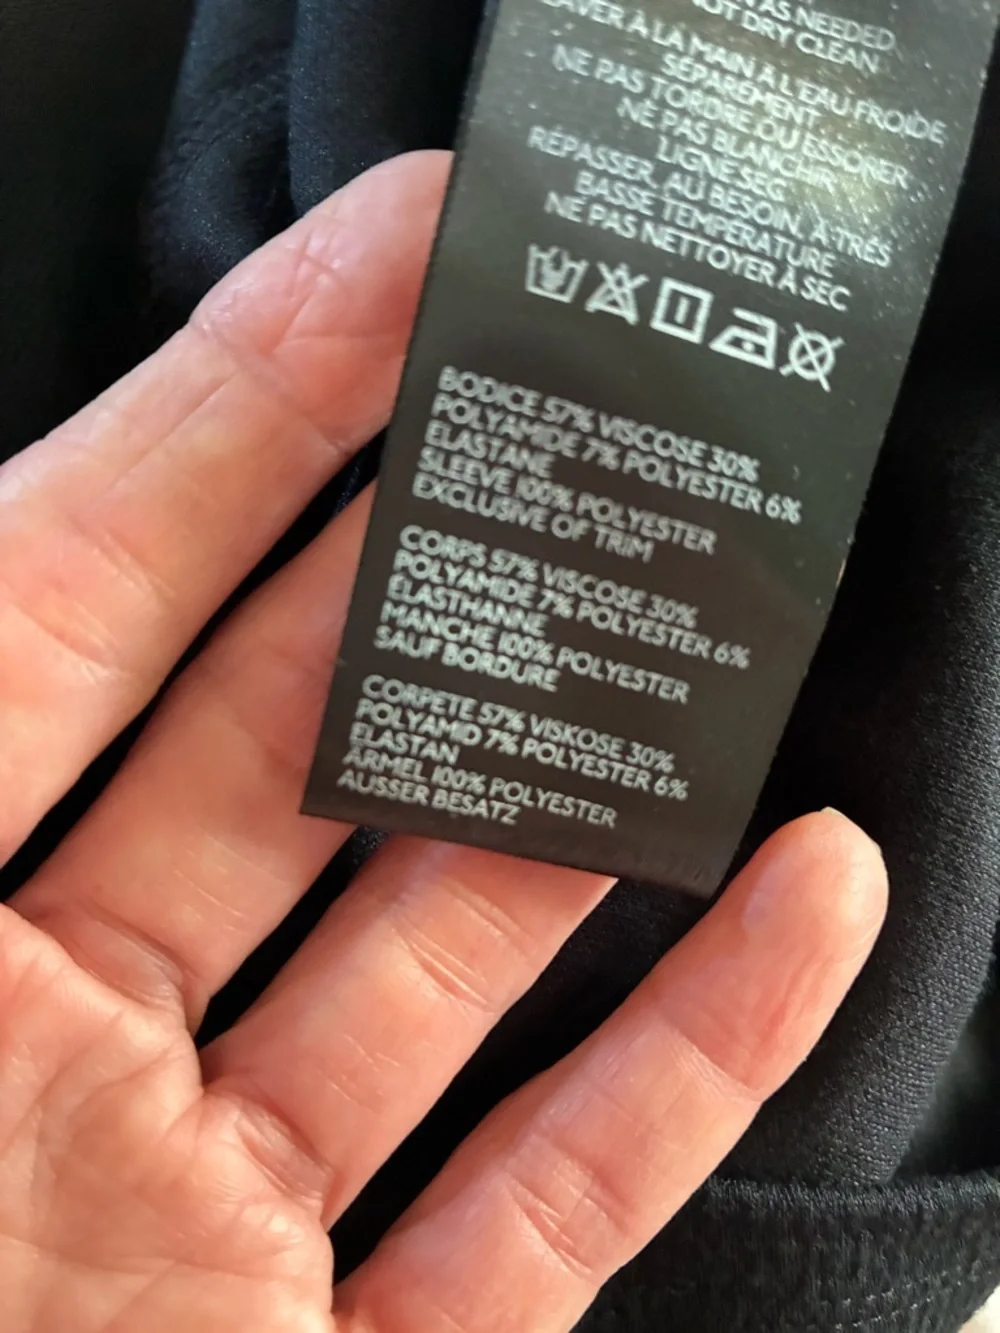 AS NEEDED
NOT DRY CLEAN
LAVER À LA MAIN À L'EAU FROIDE
SÉPARÉMENT
NE PAS TORDRE OU ESSORER
NE PAS BLANCHIR
LIGNE SEC
RÉPASSER, AU BESOIN, À TRÉS
BASSE TEMPÉRATURE
NE PAS NETTOYER À SEC
BODICE 57% VISCOSE 30%
POLYAMIDE 7% POLYESTER 6%
ELASTANE
SLEEVE 100% POLYESTER
EXCLUSIVE OF TRIM
CORPS 57% VISCOSE 30%
POLYAMIDE 7% POLYESTER 6%
ÉLASTHANNE
MANCHE 100% POLYESTER
SAUF BORDURE
CORPETE 57% VISKOSE 30%
POLYAMID 7% POLYESTER 6%
ELASTAN
ÄRMEL 100% POLYESTER
AUSSER BESATZ